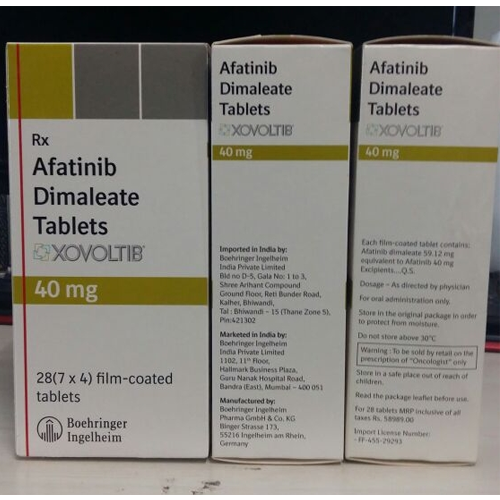 Rx
Afatinib
Dimaleate
Tablets
XOVOLTIB®
40 mg
28(7 x 4) film-coated
tablets
Boehringer
Ingelheim
Afatinib
Dimaleate
Tablets
XOVOLTIB®
40 mg
Imported in India by:
Boehringer Ingelheim
India Private Limited
Bld no D-5, Gala No: 1 to 3,
Shree Arihant Compound
Ground Floor, Reti Bunder Road,
Kalher, Bhiwandi,
Tal : Bhiwandi - 15 (Thane Zone 5),
Pin:421302
Marketed in India by:
Boehringer Ingelheim
India Private Limited
1102, 11th Floor,
Hallmark Business Plaza,
Guru Nanak Hospital Road,
Bandra (East), Mumbai - 400 051
Manufactured by:
Boehringer Ingelheim
Pharma GmbH & Co. KG
Binger Strasse 173,
55216 Ingelheim am Rhein,
Germany
Afatinib
Dimaleate
Tablets
XOVOLTIB®
40 mg
Each film-coated tablet contains:
Afatinib dimaleate 59.12 mg
equivalent to Afatinib 40 mg
Excipients....Q.S.
Dosage - As directed by physician
For oral administration only.
Store in the original package in order
to protect from moisture.
Do not store above 30°C
Warning : To be sold by retail on the
prescription of "Oncologist" only
Store in a safe place out of reach of
children.
Read the package leaflet before use.
For 28 tablets MRP inclusive of all
taxes Rs. 58989.00
Import License Number:
- FF-455-29293